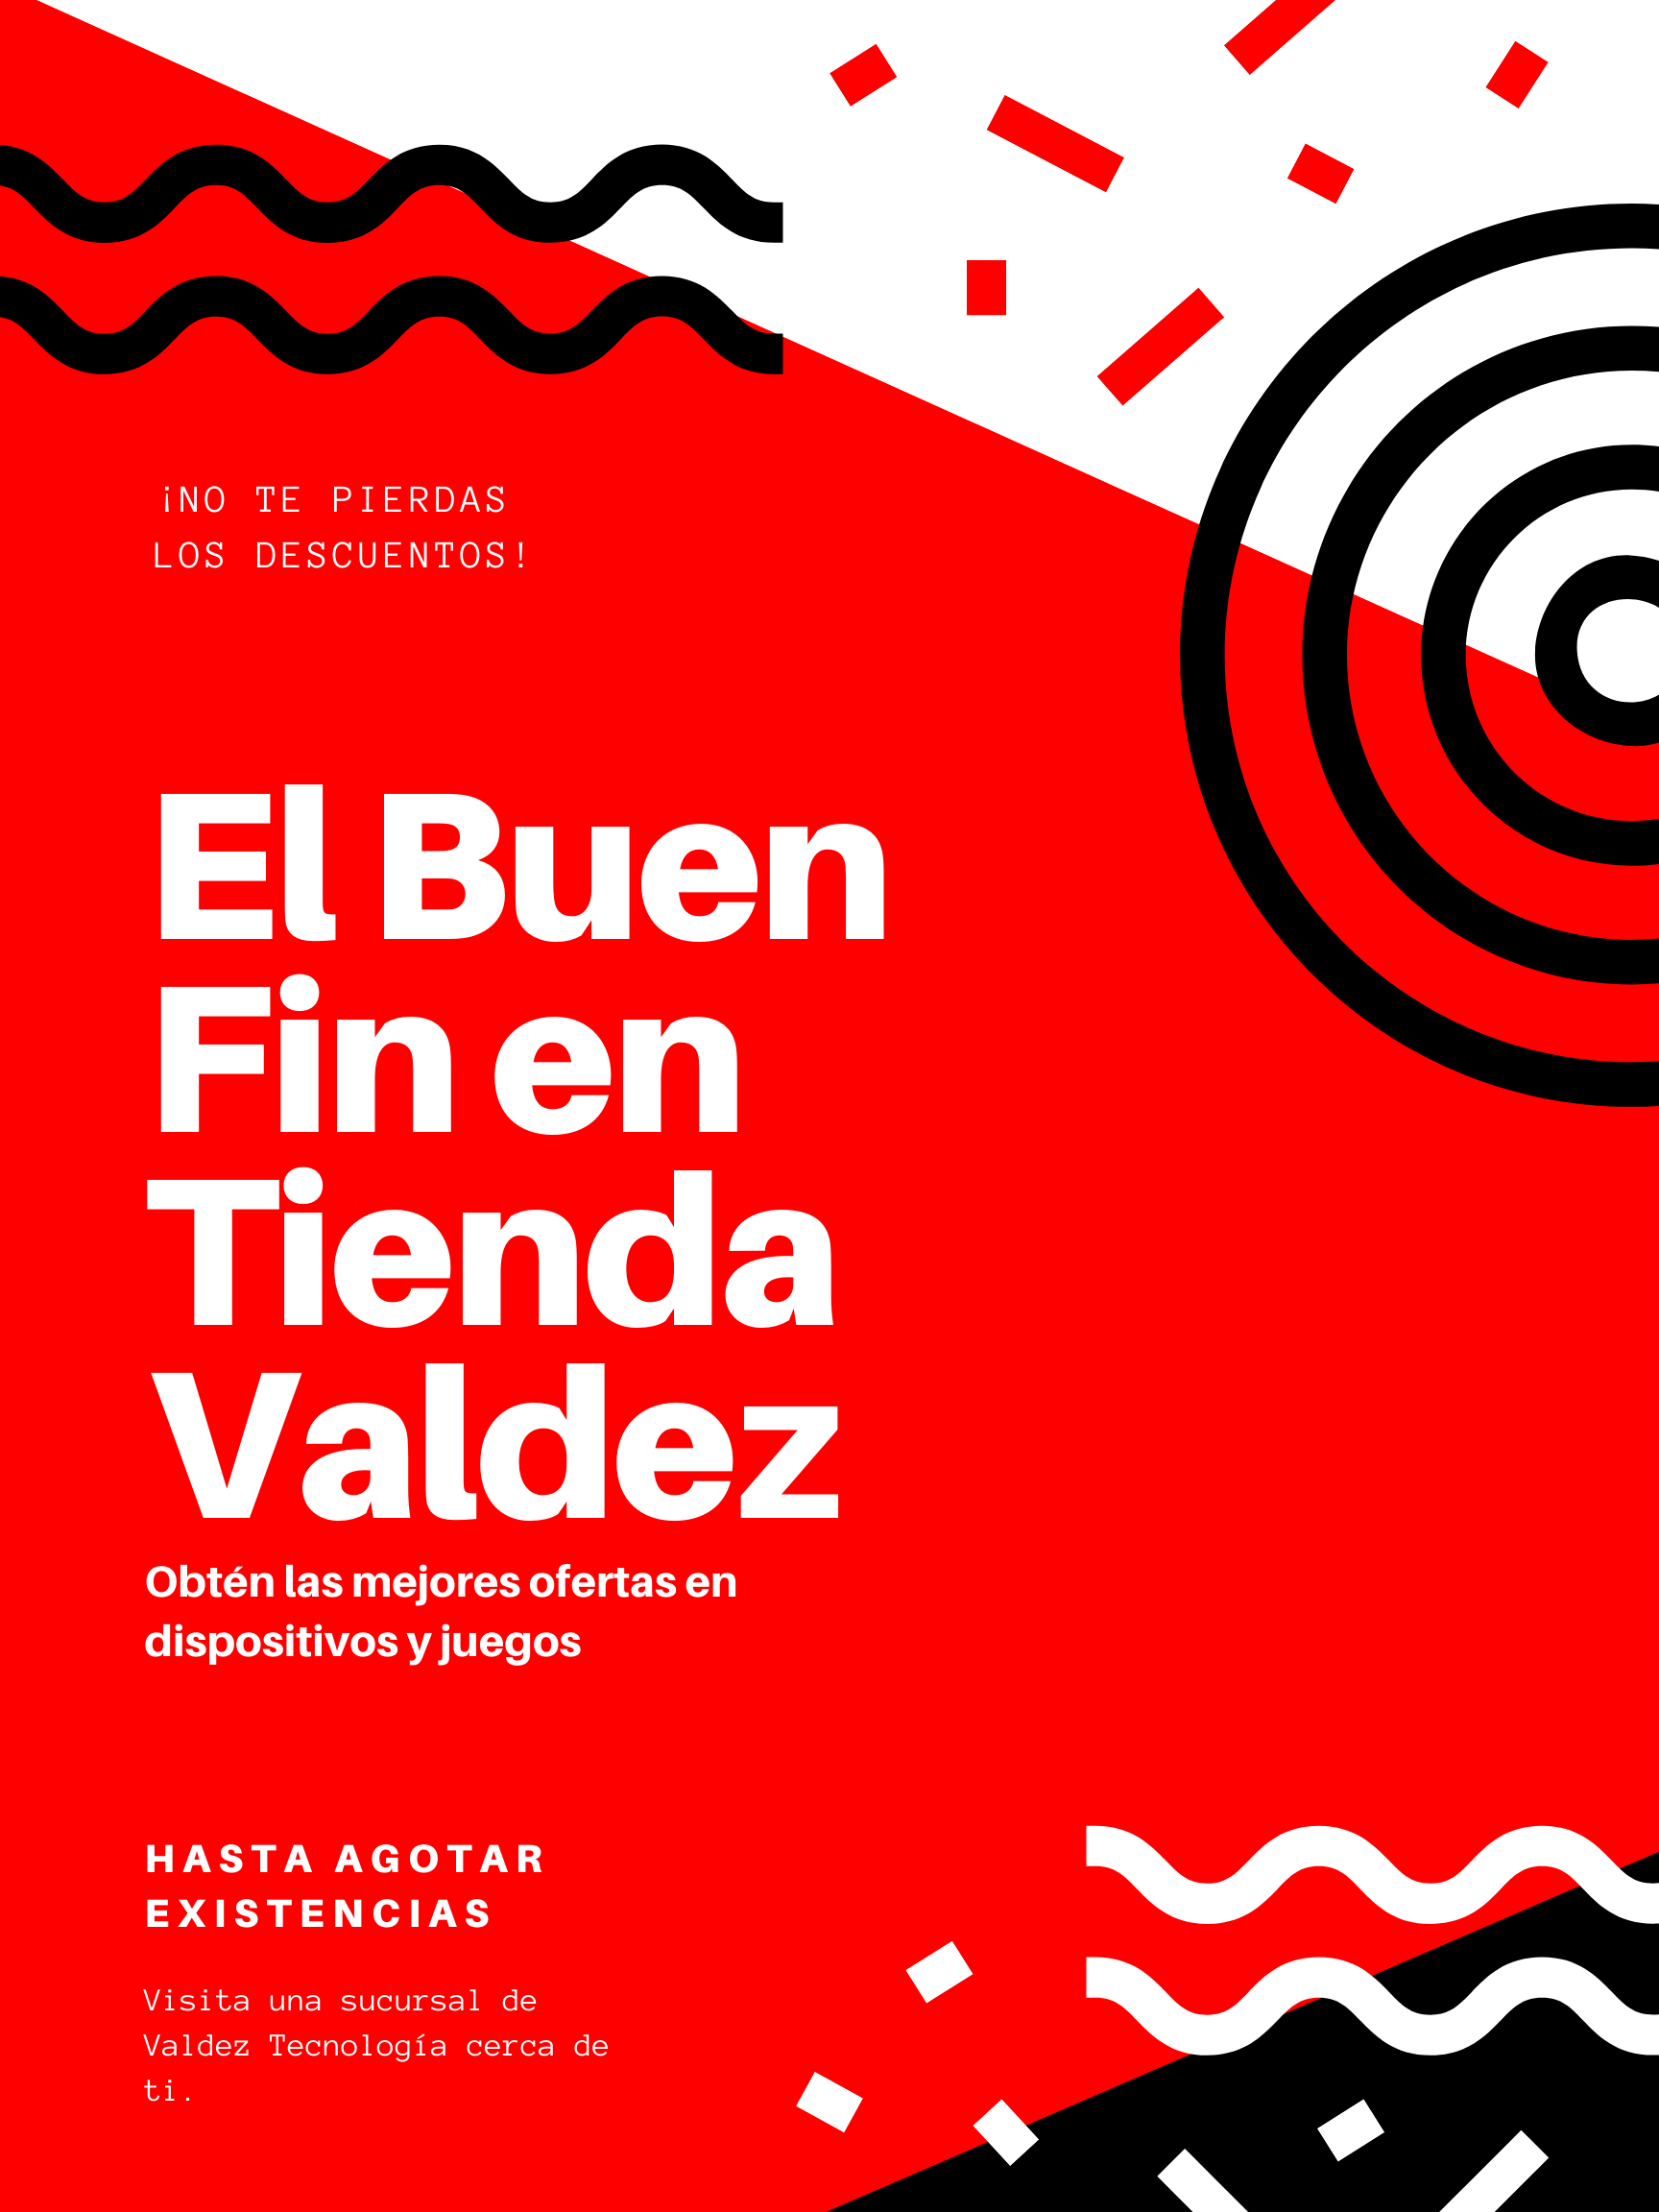 ¡NO TE PIERDAS
LOS DESCUENTOS!
El Buen
Fin en
Tienda
Valdez
Obtén las mejores ofertas en
dispositivos y juegos
HASTA AGOTAR
EXISTENCIAS
Visita una sucursal de
Valdez Tecnología cerca de
ti.